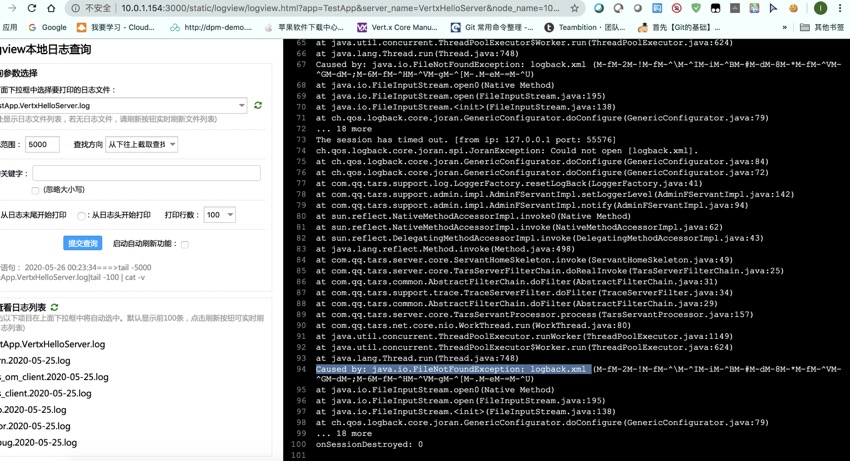 不安全 10.0.1.154:3000/static/logview/logview.html?app=TestApp&server_name=VertxHelloServer&node_name=10...
应用 Google 我要学习 - Cloud... http://dpm-demo.... 苹果软件下载中心... Vert.x Core Manu... Git 常用命令整理 -... Teambition · 团队... 首先【Git的基础】... » 其他书签
gview本地日志查询
询参数选择
下面下拉框中选择要打印的日志文件：
stApp.VertxHelloServer.log
处显示日志文件列表，若无日志文件，请刷新按钮实时刷新文件列表)
范围： 5000 查找方向 从下往上截取查找
关键字：
(忽略大小写)
从日志末尾开始打印 ：从日志头开始打印 打印行数： 100
提交查询 启动自动刷新功能：
语句： 2020-05-26 00:23:34===>tail -5000
App.VertxHelloServer.log|tail -100 | cat -v
查看日志列表
击以下项目在上面下拉框中将自动选中。默认显示前100条，点击刷新按钮可实时刷
志列表)
stApp.VertxHelloServer.log
rn.2020-05-25.log
s_om_client.2020-05-25.log
s_client.2020-05-25.log
o.2020-05-25.log
or.2020-05-25.log
bug.2020-05-25.log
65 at java.util.concurrent.ThreadPoolExecutor$Worker.run(ThreadPoolExecutor.java:624)
66 at java.lang.Thread.run(Thread.java:748)
67 Caused by: java.io.FileNotFoundException: logback.xml (M-fM-2M-!M-fM-^\M-^IM-iM-^BM-#M-dM-8M-*M-fM-^VM-
^GM-dM-;M-6M-fM-^HM-^VM-gM-^[M-.M-eM-=M-^U)
68 at java.io.FileInputStream.open0(Native Method)
69 at java.io.FileInputStream.open(FileInputStream.java:195)
70 at java.io.FileInputStream.<init>(FileInputStream.java:138)
71 at ch.qos.logback.core.joran.GenericConfigurator.doConfigure(GenericConfigurator.java:79)
72 ... 18 more
73 The session has timed out. [from ip: 127.0.0.1 port: 55576]
74 ch.qos.logback.core.joran.spi.JoranException: Could not open [logback.xml].
75 at ch.qos.logback.core.joran.GenericConfigurator.doConfigure(GenericConfigurator.java:84)
76 at ch.qos.logback.core.joran.GenericConfigurator.doConfigure(GenericConfigurator.java:72)
77 at com.qq.tars.support.log.LoggerFactory.resetLogBack(LoggerFactory.java:41)
78 at com.qq.tars.support.admin.impl.AdminFServantImpl.setLoggerLevel(AdminFServantImpl.java:142)
79 at com.qq.tars.support.admin.impl.AdminFServantImpl.notify(AdminFServantImpl.java:94)
80 at sun.reflect.NativeMethodAccessorImpl.invoke0(Native Method)
81 at sun.reflect.NativeMethodAccessorImpl.invoke(NativeMethodAccessorImpl.java:62)
82 at sun.reflect.DelegatingMethodAccessorImpl.invoke(DelegatingMethodAccessorImpl.java:43)
83 at java.lang.reflect.Method.invoke(Method.java:498)
84 at com.qq.tars.server.core.ServantHomeSkeleton.invoke(ServantHomeSkeleton.java:49)
85 at com.qq.tars.server.core.TarsServerFilterChain.doRealInvoke(TarsServerFilterChain.java:25)
86 at com.qq.tars.common.AbstractFilterChain.doFilter(AbstractFilterChain.java:31)
87 at com.qq.tars.support.trace.TraceServerFilter.doFilter(TraceServerFilter.java:34)
88 at com.qq.tars.common.AbstractFilterChain.doFilter(AbstractFilterChain.java:29)
89 at com.qq.tars.server.core.TarsServantProcessor.process(TarsServantProcessor.java:157)
90 at com.qq.tars.net.core.nio.WorkThread.run(WorkThread.java:80)
91 at java.util.concurrent.ThreadPoolExecutor.runWorker(ThreadPoolExecutor.java:1149)
92 at java.util.concurrent.ThreadPoolExecutor$Worker.run(ThreadPoolExecutor.java:624)
93 at java.lang.Thread.run(Thread.java:748)
94 Caused by: java.io.FileNotFoundException: logback.xml (M-fM-2M-!M-fM-^\M-^IM-iM-^BM-#M-dM-8M-*M-fM-^VM-
^GM-dM-;M-6M-fM-^HM-^VM-gM-^[M-.M-eM-=M-^U)
95 at java.io.FileInputStream.open0(Native Method)
96 at java.io.FileInputStream.open(FileInputStream.java:195)
97 at java.io.FileInputStream.<init>(FileInputStream.java:138)
98 at ch.qos.logback.core.joran.GenericConfigurator.doConfigure(GenericConfigurator.java:79)
99 ... 18 more
100 onSessionDestroyed: 0
101